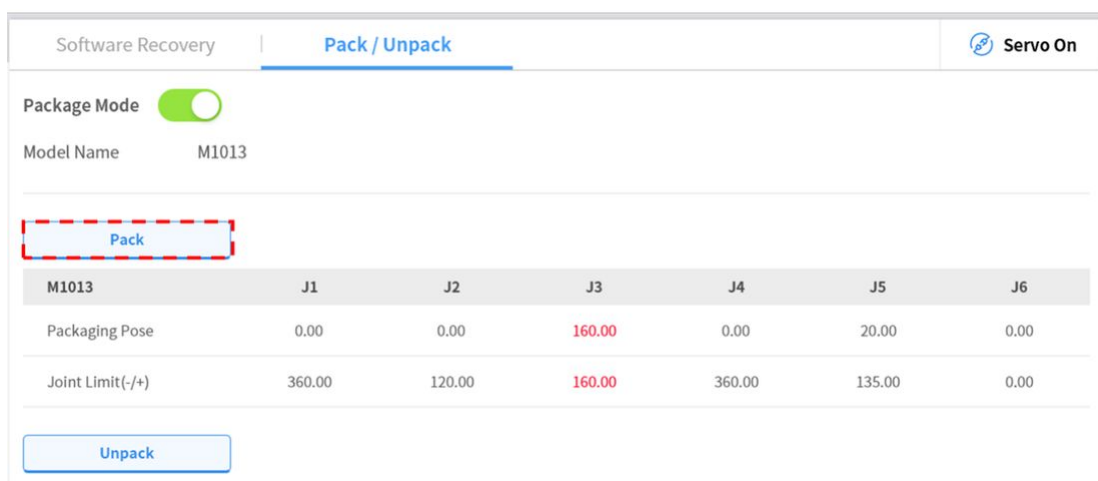 Software Recovery Pack / Unpack Servo On
Package Mode
Model Name M1013
Pack
M1013 J1 J2 J3 J4 J5 J6
Packaging Pose 0.00 0.00 160.00 0.00 20.00 0.00
Joint Limit(-/+) 360.00 120.00 160.00 360.00 135.00 0.00
Unpack